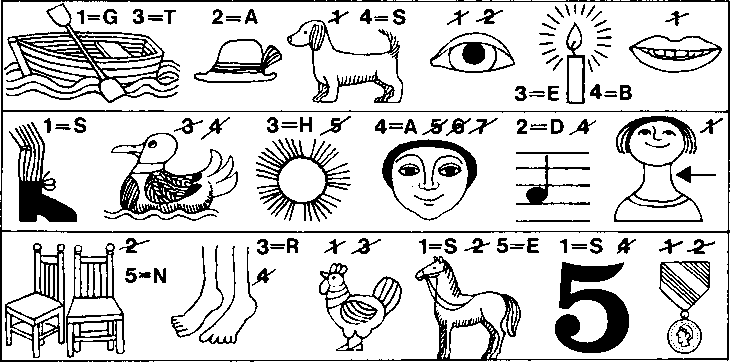 1=G 3=T 2=A 1 4=S 1 2 1
3=E 4=B
1=S 3 4 3=H 5 4=A 5 6 7 2=D 4 1
2 3=R 1 3 1=S 2 5=E 1=S 4 1 2
5=N 4
5